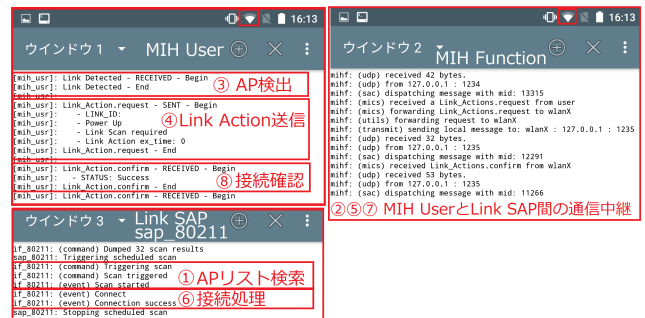 16:13
ウインドウ 1
MIH User
[mih_usr]: Link Detected - RECEIVED - Begin
[mih_usr]: Link Detected - End
③ AP検出
[mih_usr]: Link_Action.request - SENT - Begin
[mih_usr]:    - LINK_ID:
[mih_usr]:    - Power Up
[mih_usr]:    - Link Scan required
[mih_usr]:    - Link Action ex_time: 0
[mih_usr]: Link_Action.request - End
④Link Action送信
[mih_usr]: Link_Action.confirm - RECEIVED - Begin
[mih_usr]:   - STATUS: Success
[mih_usr]: Link_Action.confirm - End
[mih_usr]: Link_Action.confirm - RECEIVED - Begin
⑧接続確認
16:13
ウインドウ 2
MIH Function
mihf: (udp) received 42 bytes.
mihf: (udp) from 127.0.0.1 : 1234
mihf: (sac) dispatching message with mid: 13315
mihf: (mics) received a Link_Actions.request from user
mihf: (mics) forwarding Link_Actions.request to wlanX
mihf: (utils) forwarding request to wlanX
mihf: (transmit) sending local message to: wlanX : 127.0.0.1 : 1235
mihf: (udp) received 32 bytes.
mihf: (udp) from 127.0.0.1 : 1235
mihf: (sac) dispatching message with mid: 12291
mihf: (mics) received Link_Actions.confirm from wlanX
mihf: (udp) received 53 bytes.
mihf: (udp) from 127.0.0.1 : 1235
mihf: (sac) dispatching message with mid: 11266
②⑤⑦ MIH UserとLink SAP間の通信中継
ウインドウ 3
Link SAP
sap_80211
if_80211: (command) Dumped 32 scan results
sap_80211: Triggering scheduled scan
if_80211: (command) Triggering scan
if_80211: (command) Scan triggered
if_80211: (event) Scan started
①APリスト検索
if_80211: (event) Connect
if_80211: (event) Connection success
⑥接続処理
sap_80211: Stopping scheduled scan